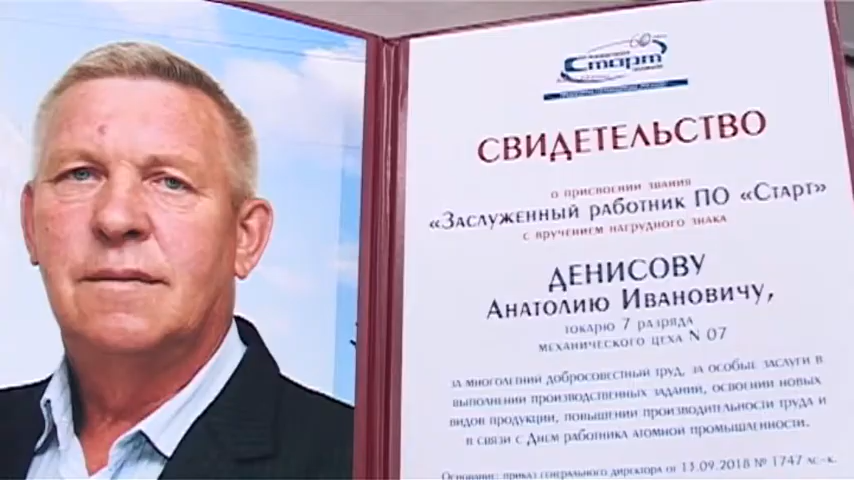 Старт
СВИДЕТЕЛЬСТВО
о присвоении звания
«Заслуженный работник ПО «Старт»
с вручением нагрудного знака
ДЕНИСОВУ
Анатолию Ивановичу,
токарю 7 разряда
механического цеха N 07
за многолетний добросовестный труд, за особые заслуги в
выполнении производственных заданий, освоении новых
видов продукции, повышении производительности труда и
в связи с Днем работника атомной промышленности.
Основание: приказ генерального директора от 13.09.2018 № 1747 лс-к.